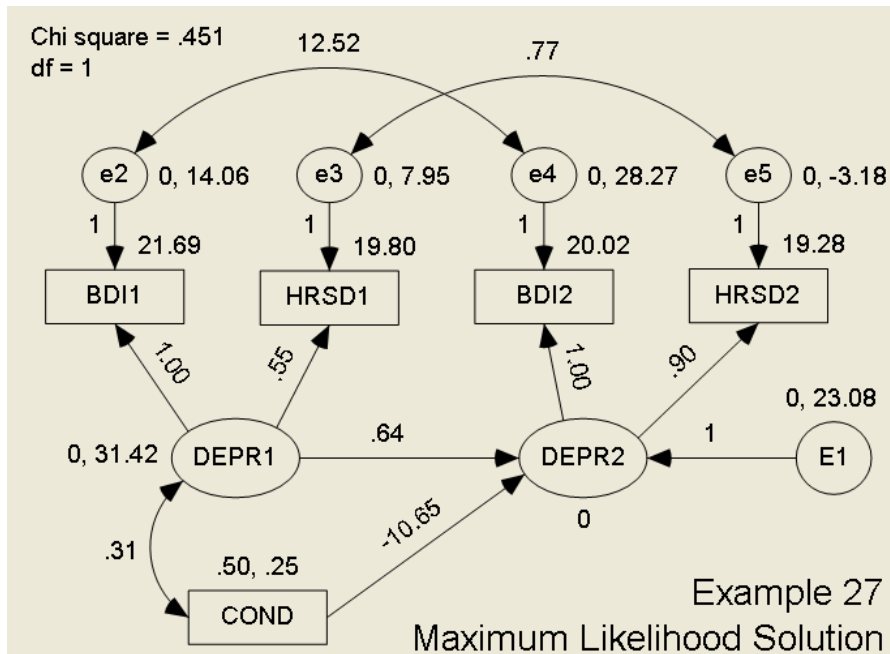 Chi square = .451
df = 1
12.52
.77
e2
0, 14.06
e3
0, 7.95
e4
0, 28.27
e5
0, -3.18
1
21.69
1
19.80
1
20.02
1
19.28
BDI1
HRSD1
BDI2
HRSD2
1.00
.55
1.00
.90
0, 23.08
0, 31.42
DEPR1
.64
DEPR2
1
E1
0
.31
-10.65
.50, .25
COND
Example 27
Maximum Likelihood Solution